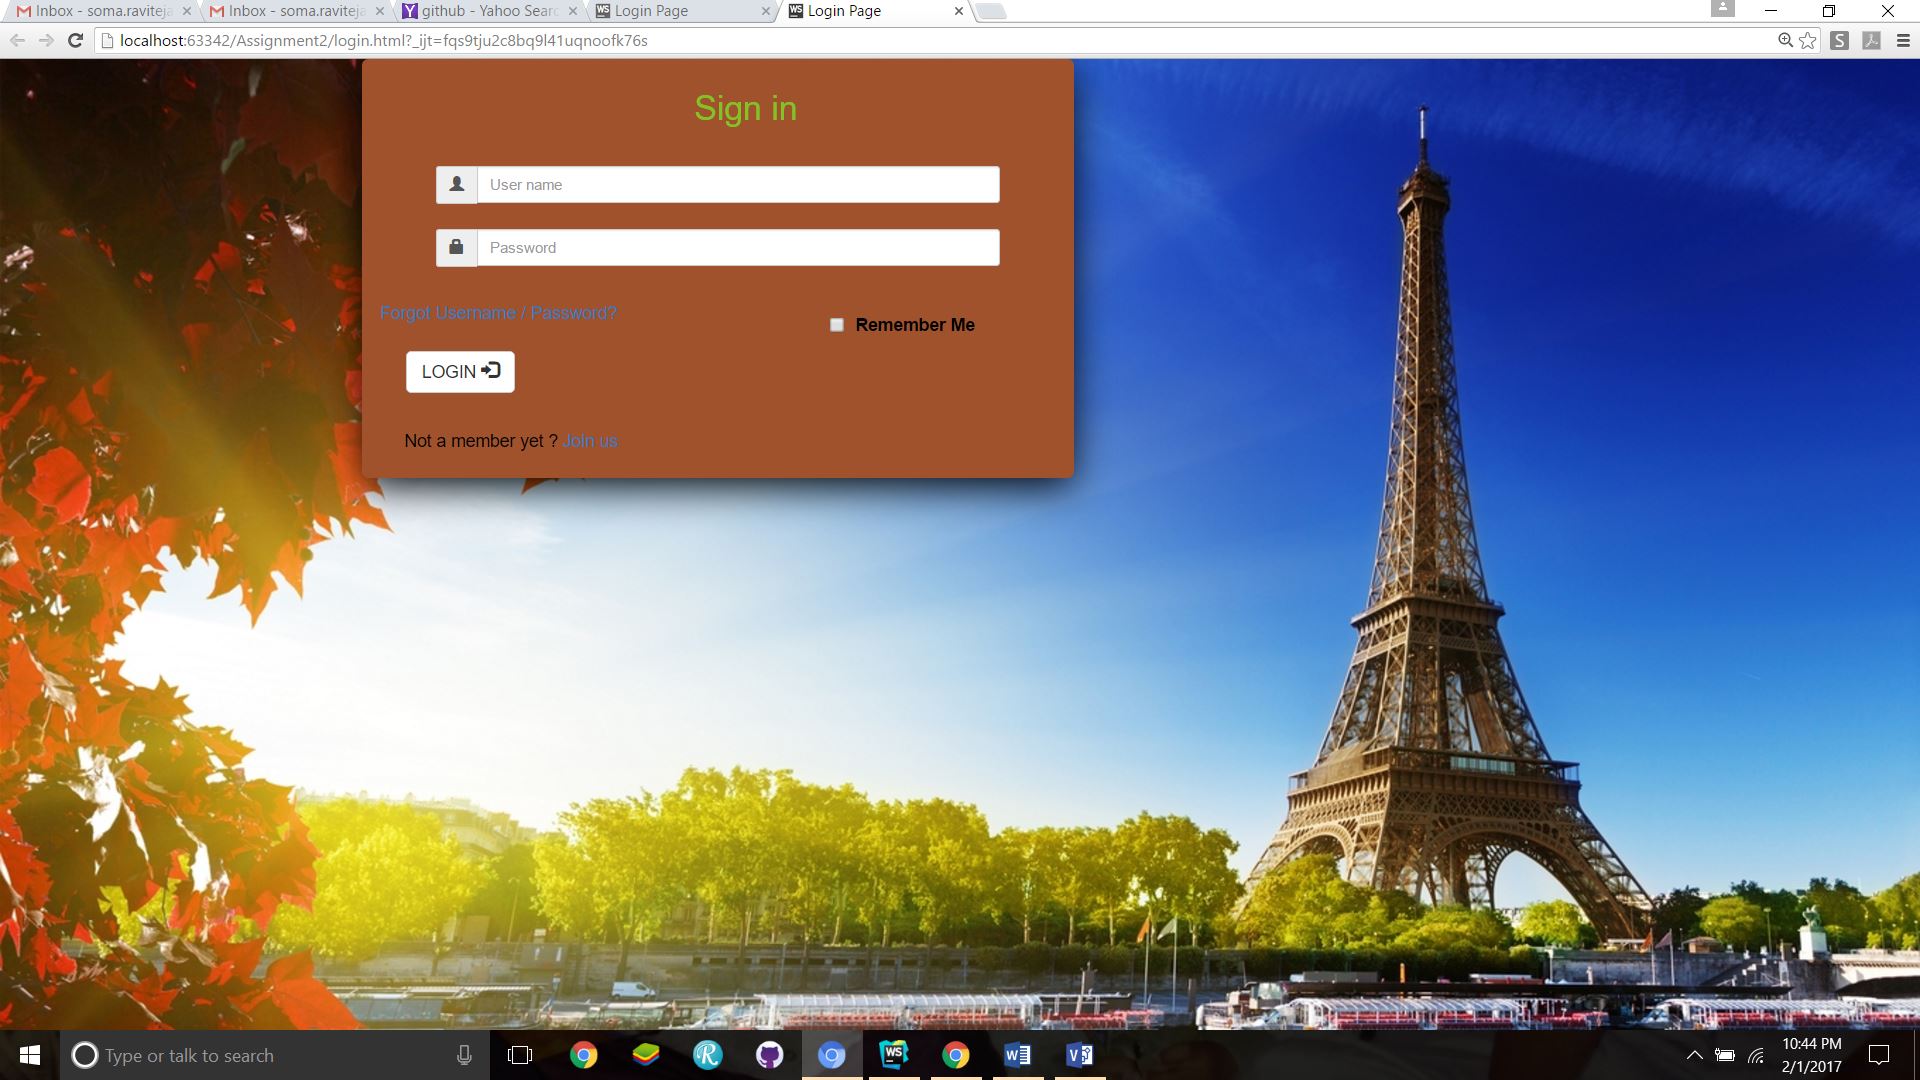 Inbox - soma.raviteja
Inbox - soma.raviteja
github - Yahoo Searc
Login Page
Login Page
localhost:63342/Assignment2/login.html?_ijt=fqs9tju2c8bq9l41uqnoofk76s
Sign in
User name
Password
Forgot Username / Password?
Remember Me
LOGIN
Not a member yet ? Join us
Type or talk to search
10:44 PM
2/1/2017